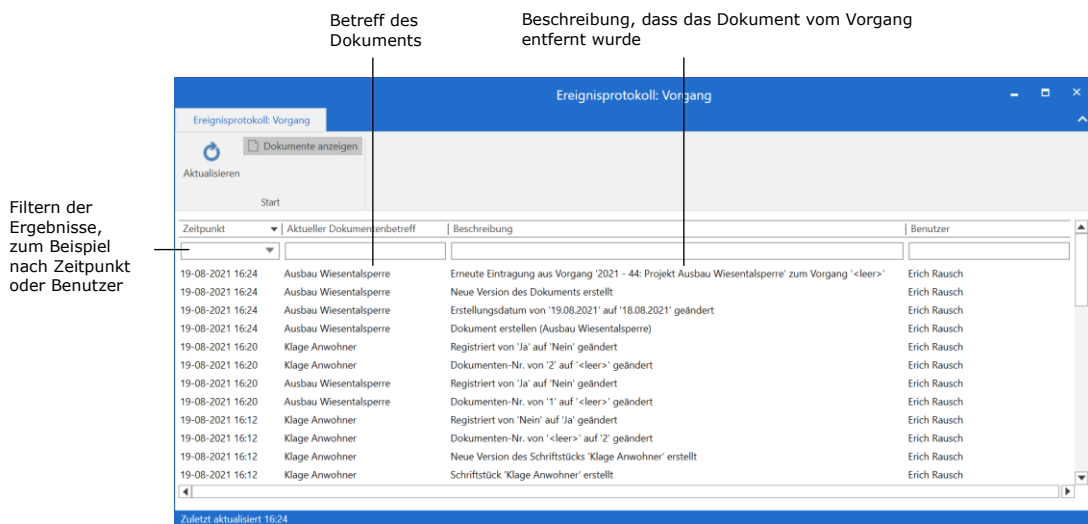 Betreff des
Dokuments
Beschreibung, dass das Dokument vom Vorgang
entfernt wurde
Ereignisprotokoll: Vorgang
Ereignisprotokoll: Vorgang
Dokumente anzeigen
Aktualisieren
Start
Filtern der
Ergebnisse,
zum Beispiel
nach Zeitpunkt
oder Benutzer
Zeitpunkt Aktueller Dokumentenbetreff Beschreibung Benutzer
19-08-2021 16:24 Ausbau Wiesentalsperre Erneute Eintragung aus Vorgang '2021 - 44: Projekt Ausbau Wiesentalsperre' zum Vorgang '<leer>' Erich Rausch
19-08-2021 16:24 Ausbau Wiesentalsperre Neue Version des Dokuments erstellt Erich Rausch
19-08-2021 16:24 Ausbau Wiesentalsperre Erstellungsdatum von '19.08.2021' auf '18.08.2021' geändert Erich Rausch
19-08-2021 16:24 Ausbau Wiesentalsperre Dokument erstellen (Ausbau Wiesentalsperre) Erich Rausch
19-08-2021 16:20 Klage Anwohner Registriert von 'Ja' auf 'Nein' geändert Erich Rausch
19-08-2021 16:20 Klage Anwohner Dokumenten-Nr. von '2' auf '<leer>' geändert Erich Rausch
19-08-2021 16:20 Ausbau Wiesentalsperre Registriert von 'Ja' auf 'Nein' geändert Erich Rausch
19-08-2021 16:20 Ausbau Wiesentalsperre Dokumenten-Nr. von '1' auf '<leer>' geändert Erich Rausch
19-08-2021 16:12 Klage Anwohner Registriert von 'Nein' auf 'Ja' geändert Erich Rausch
19-08-2021 16:12 Klage Anwohner Dokumenten-Nr. von '<leer>' auf '2' geändert Erich Rausch
19-08-2021 16:12 Klage Anwohner Neue Version des Schriftstücks 'Klage Anwohner' erstellt Erich Rausch
19-08-2021 16:12 Klage Anwohner Schriftstück 'Klage Anwohner' erstellt Erich Rausch
Zuletzt aktualisiert 16:24